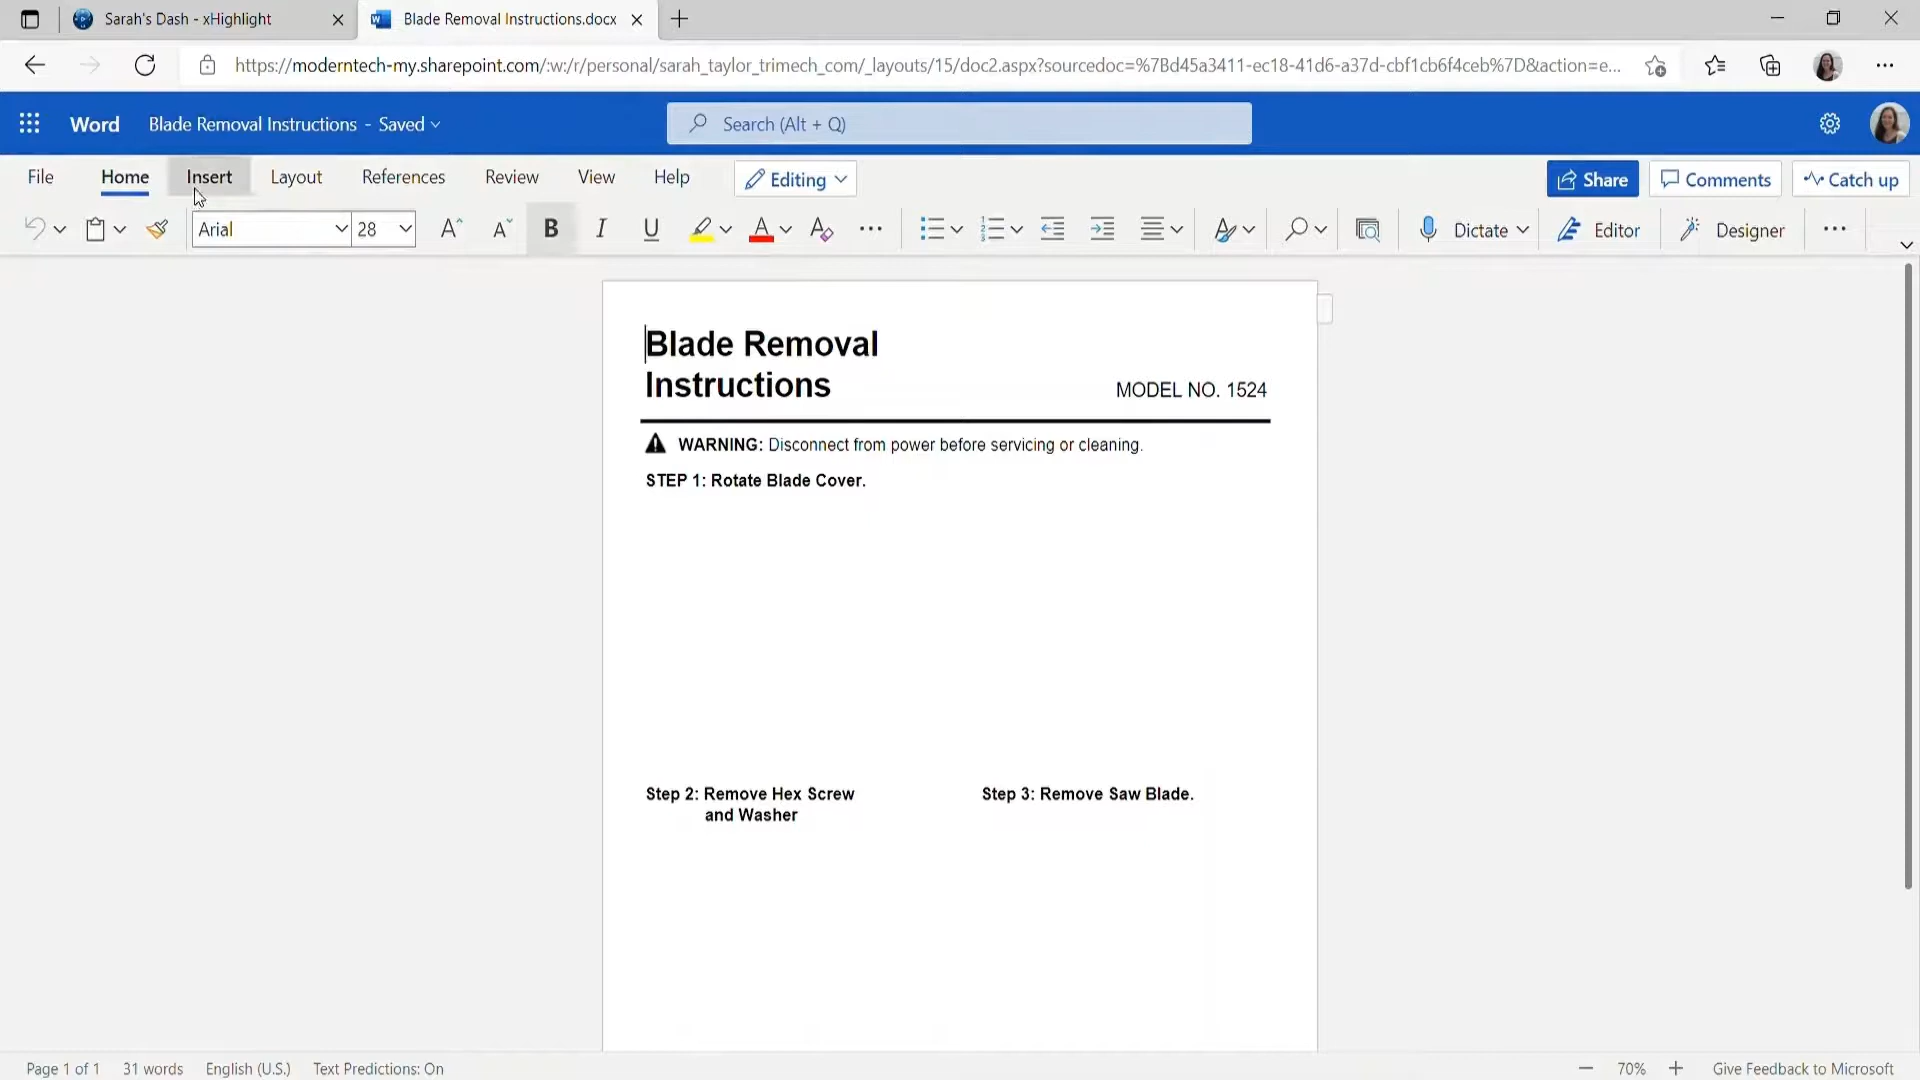 Sarah's Dash - xHighlight
Blade Removal Instructions.docx
https://moderntech-my.sharepoint.com/:w:/r/personal/sarah_taylor_trimech_com/_layouts/15/doc2.aspx?sourcedoc=%7Bd45a3411-ec18-41d6-a37d-cbf1cb6f4ceb%7D&action=e...
Word
Blade Removal Instructions - Saved
Search (Alt + Q)
File Home Insert Layout References Review View Help Editing Share Comments Catch up
Arial 28 B I U Dictate Editor Designer
Blade Removal
Instructions
MODEL NO. 1524
WARNING: Disconnect from power before servicing or cleaning.
STEP 1: Rotate Blade Cover.
Step 2: Remove Hex Screw
and Washer
Step 3: Remove Saw Blade.
Page 1 of 1 31 words English (U.S.) Text Predictions: On 70% Give Feedback to Microsoft